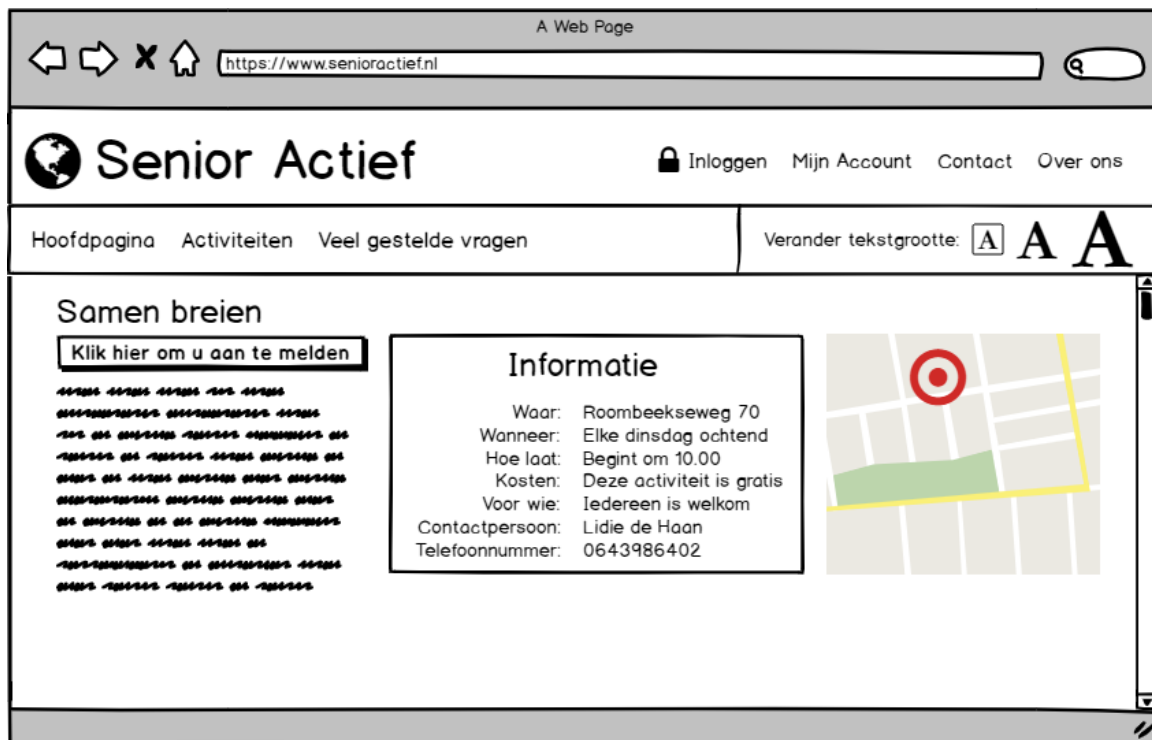 A Web Page
https://www.senioractief.nl
Senior Actief
Inloggen Mijn Account Contact Over ons
Hoofdpagina Activiteiten Veel gestelde vragen
Verander tekstgrootte: A A A
Samen breien
Klik hier om u aan te melden
Informatie
Waar: Roombeekseweg 70
Wanneer: Elke dinsdag ochtend
Hoe laat: Begint om 10.00
Kosten: Deze activiteit is gratis
Voor wie: Iedereen is welkom
Contactpersoon: Lidie de Haan
Telefoonnummer: 0643986402